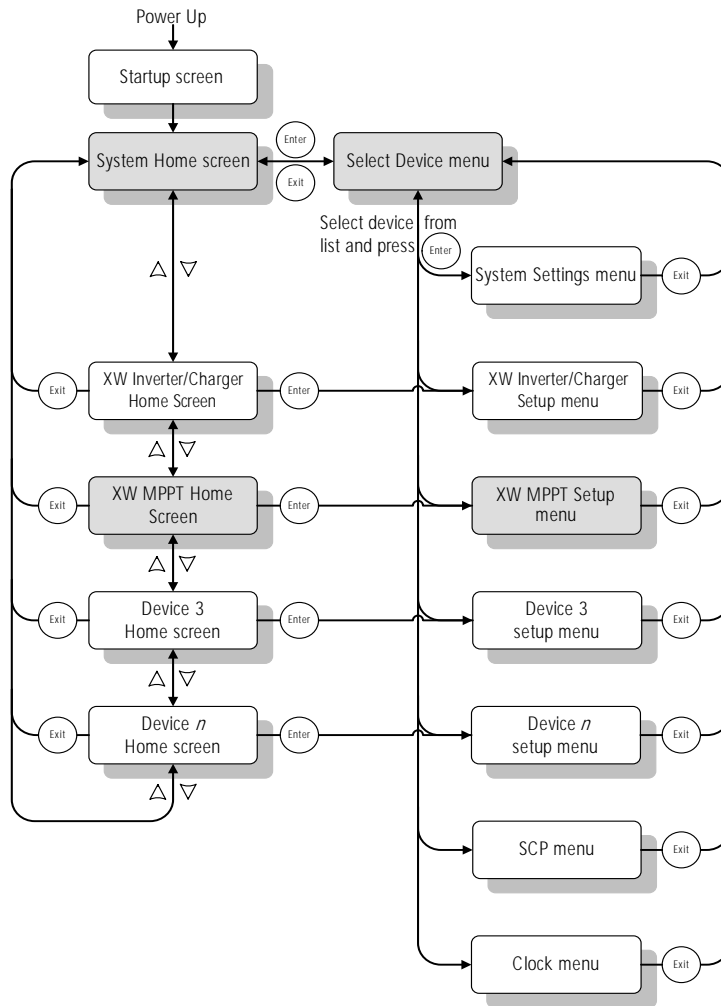 Power Up
Startup screen
System Home screen
Enter
Exit
Select Device menu
Select device from
list and press
Enter
System Settings menu
Exit
Exit
XW Inverter/Charger
Home Screen
Enter
XW Inverter/Charger
Setup menu
Exit
Exit
XW MPPT Home
Screen
Enter
XW MPPT Setup
menu
Exit
Exit
Device 3
Home screen
Enter
Device 3
setup menu
Exit
Exit
Device n
Home screen
Enter
Device n
setup menu
Exit
SCP menu
Exit
Clock menu
Exit